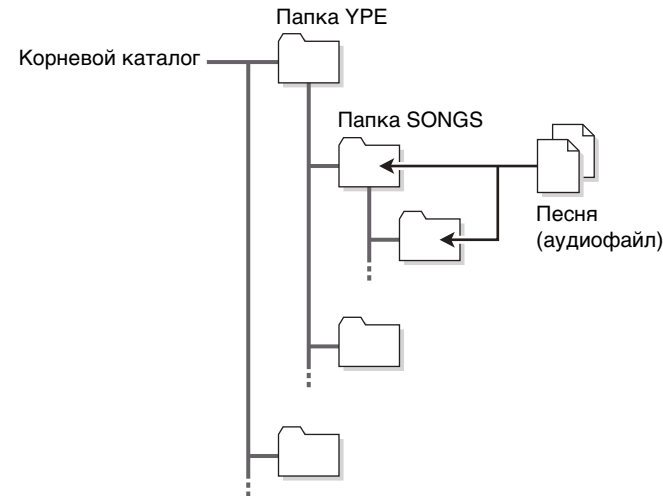 Папка YPE
Корневой каталог
Папка SONGS
Песня
(аудиофайл)